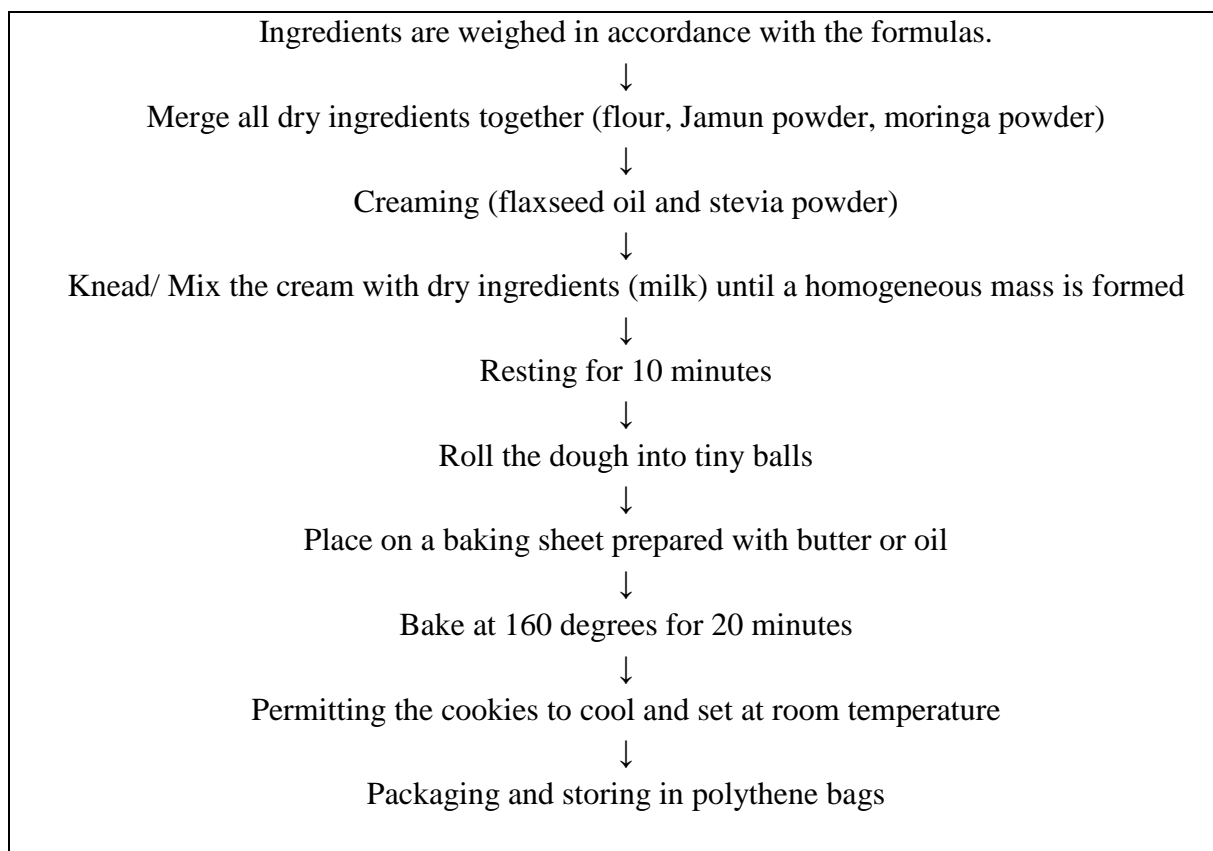 Ingredients are weighed in accordance with the formulas.
↓
Merge all dry ingredients together (flour, Jamun powder, moringa powder)
↓
Creaming (flaxseed oil and stevia powder)
↓
Knead/ Mix the cream with dry ingredients (milk) until a homogeneous mass is formed
↓
Resting for 10 minutes
↓
Roll the dough into tiny balls
↓
Place on a baking sheet prepared with butter or oil
↓
Bake at 160 degrees for 20 minutes
↓
Permitting the cookies to cool and set at room temperature
↓
Packaging and storing in polythene bags